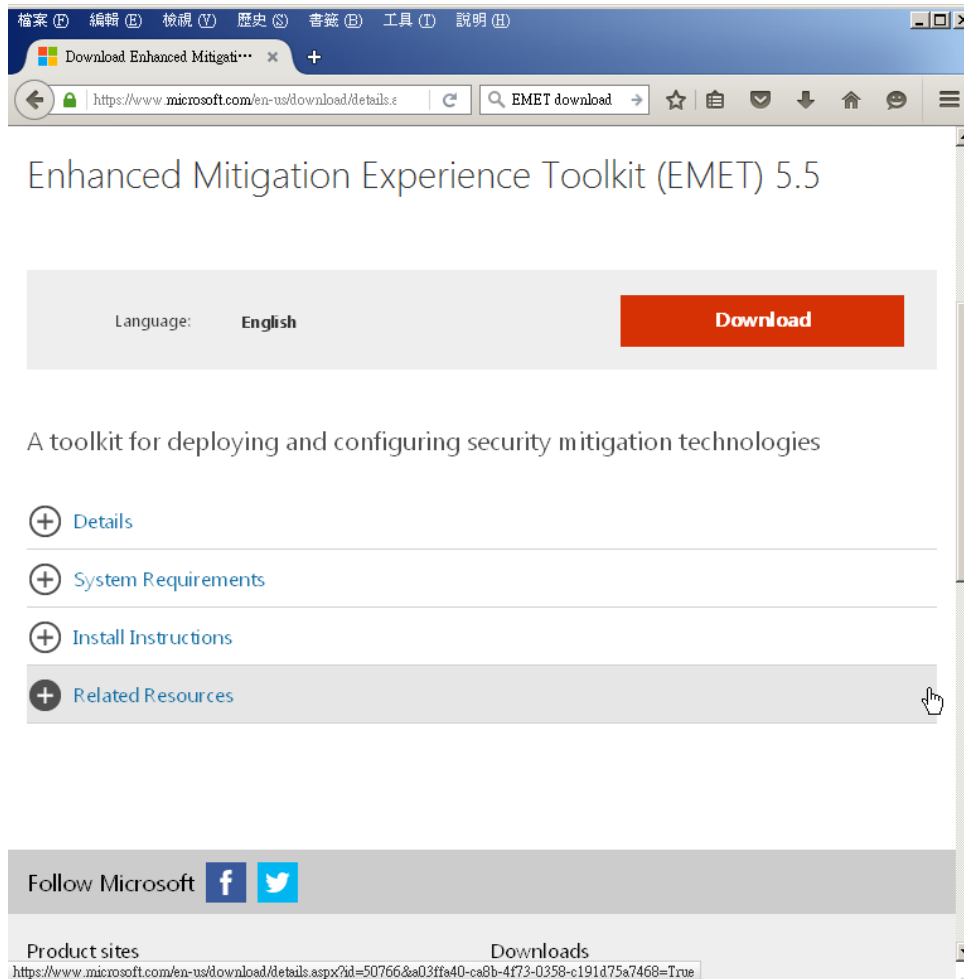 檔案 (F) 編輯 (E) 檢視 (V) 歷史 (S) 書籤 (B) 工具 (T) 說明 (H)
Download Enhanced Mitigati···
https://www.microsoft.com/en-us/download/details.a
EMET download
Enhanced Mitigation Experience Toolkit (EMET) 5.5
Language: English Download
A toolkit for deploying and configuring security mitigation technologies
Details
System Requirements
Install Instructions
Related Resources
Follow Microsoft
Product sites Downloads
https://www.microsoft.com/en-us/download/details.aspx?id=50766&a03ffa40-ca8b-4f73-0358-c191d75a7468=True